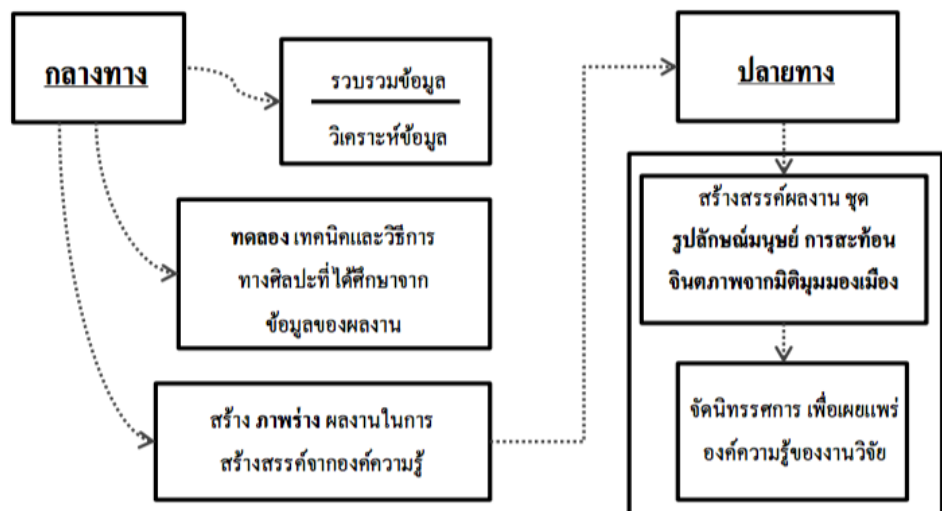 กลางทาง
รวบรวมข้อมูล
วิเคราะห์ข้อมูล
ทดลอง เทคนิคและวิธีการ
ทางศิลปะที่ได้ศึกษาจาก
ข้อมูลของผลงาน
สร้าง ภาพร่าง ผลงานในการ
สร้างสรรค์จากองค์ความรู้
ปลายทาง
สร้างสรรค์ผลงาน ชุด
รูปลักษณ์มนุษย์ การสะท้อน
จินตภาพจากมิติมุมมองเมือง
จัดนิทรรศการ เพื่อเผยแพร่
องค์ความรู้ของงานวิจัย